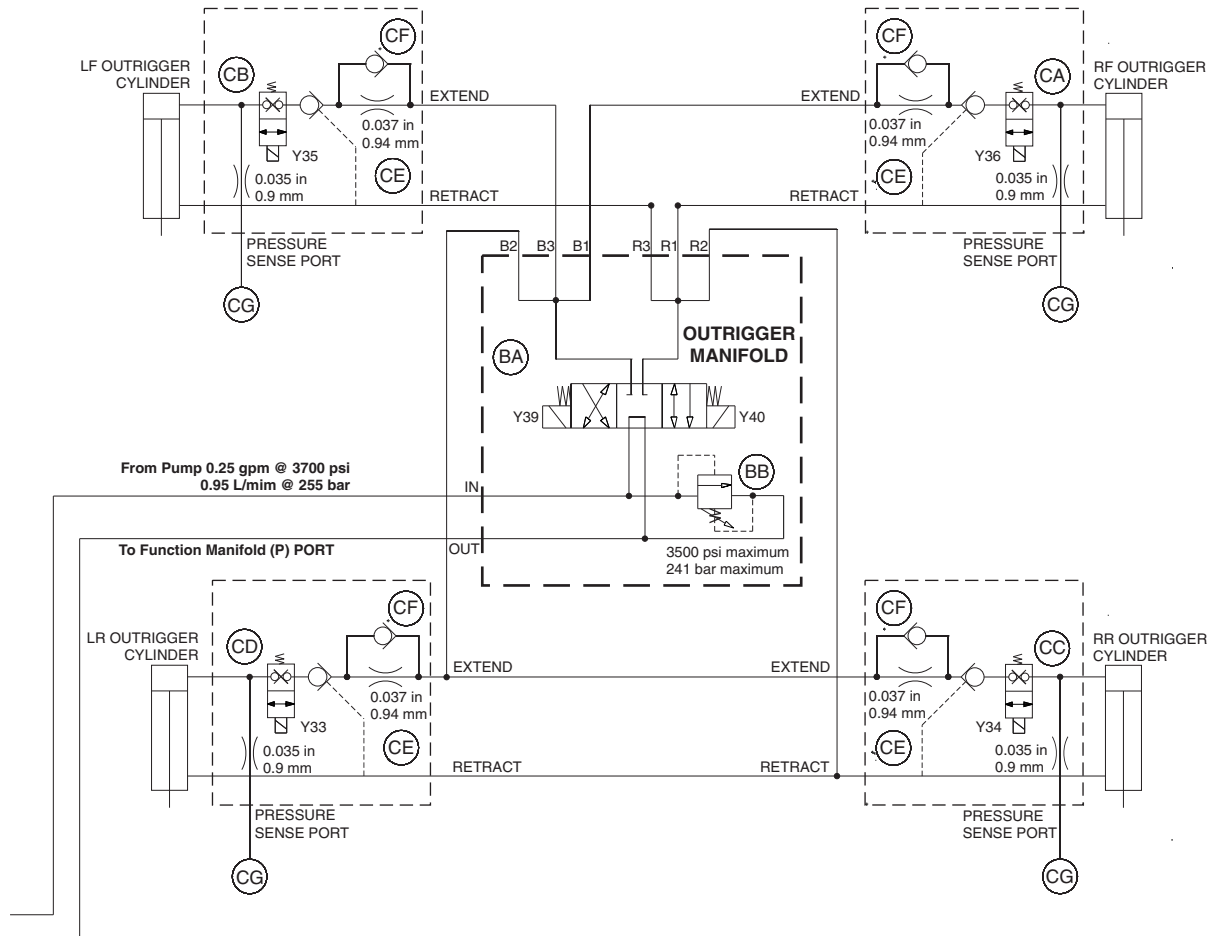 LF OUTRIGGER
CYLINDER
CB
CF
EXTEND
0.037 in
0.94 mm
Y35
CE
0.035 in
0.9 mm
RETRACT
PRESSURE
SENSE PORT
CG
CF
CA
RF OUTRIGGER
CYLINDER
EXTEND
0.037 in
0.94 mm
Y36
CE
0.035 in
0.9 mm
RETRACT
PRESSURE
SENSE PORT
CG
B2 B3 B1 R3 R1 R2
BA
OUTRIGGER
MANIFOLD
Y39
Y40
From Pump 0.25 gpm @ 3700 psi
0.95 L/mim @ 255 bar
IN
BB
To Function Manifold (P) PORT
OUT
3500 psi maximum
241 bar maximum
LR OUTRIGGER
CYLINDER
CD
CF
EXTEND
0.037 in
0.94 mm
Y33
CE
0.035 in
0.9 mm
RETRACT
PRESSURE
SENSE PORT
CG
CF
CC
RR OUTRIGGER
CYLINDER
EXTEND
0.037 in
0.94 mm
Y34
CE
0.035 in
0.9 mm
RETRACT
PRESSURE
SENSE PORT
CG